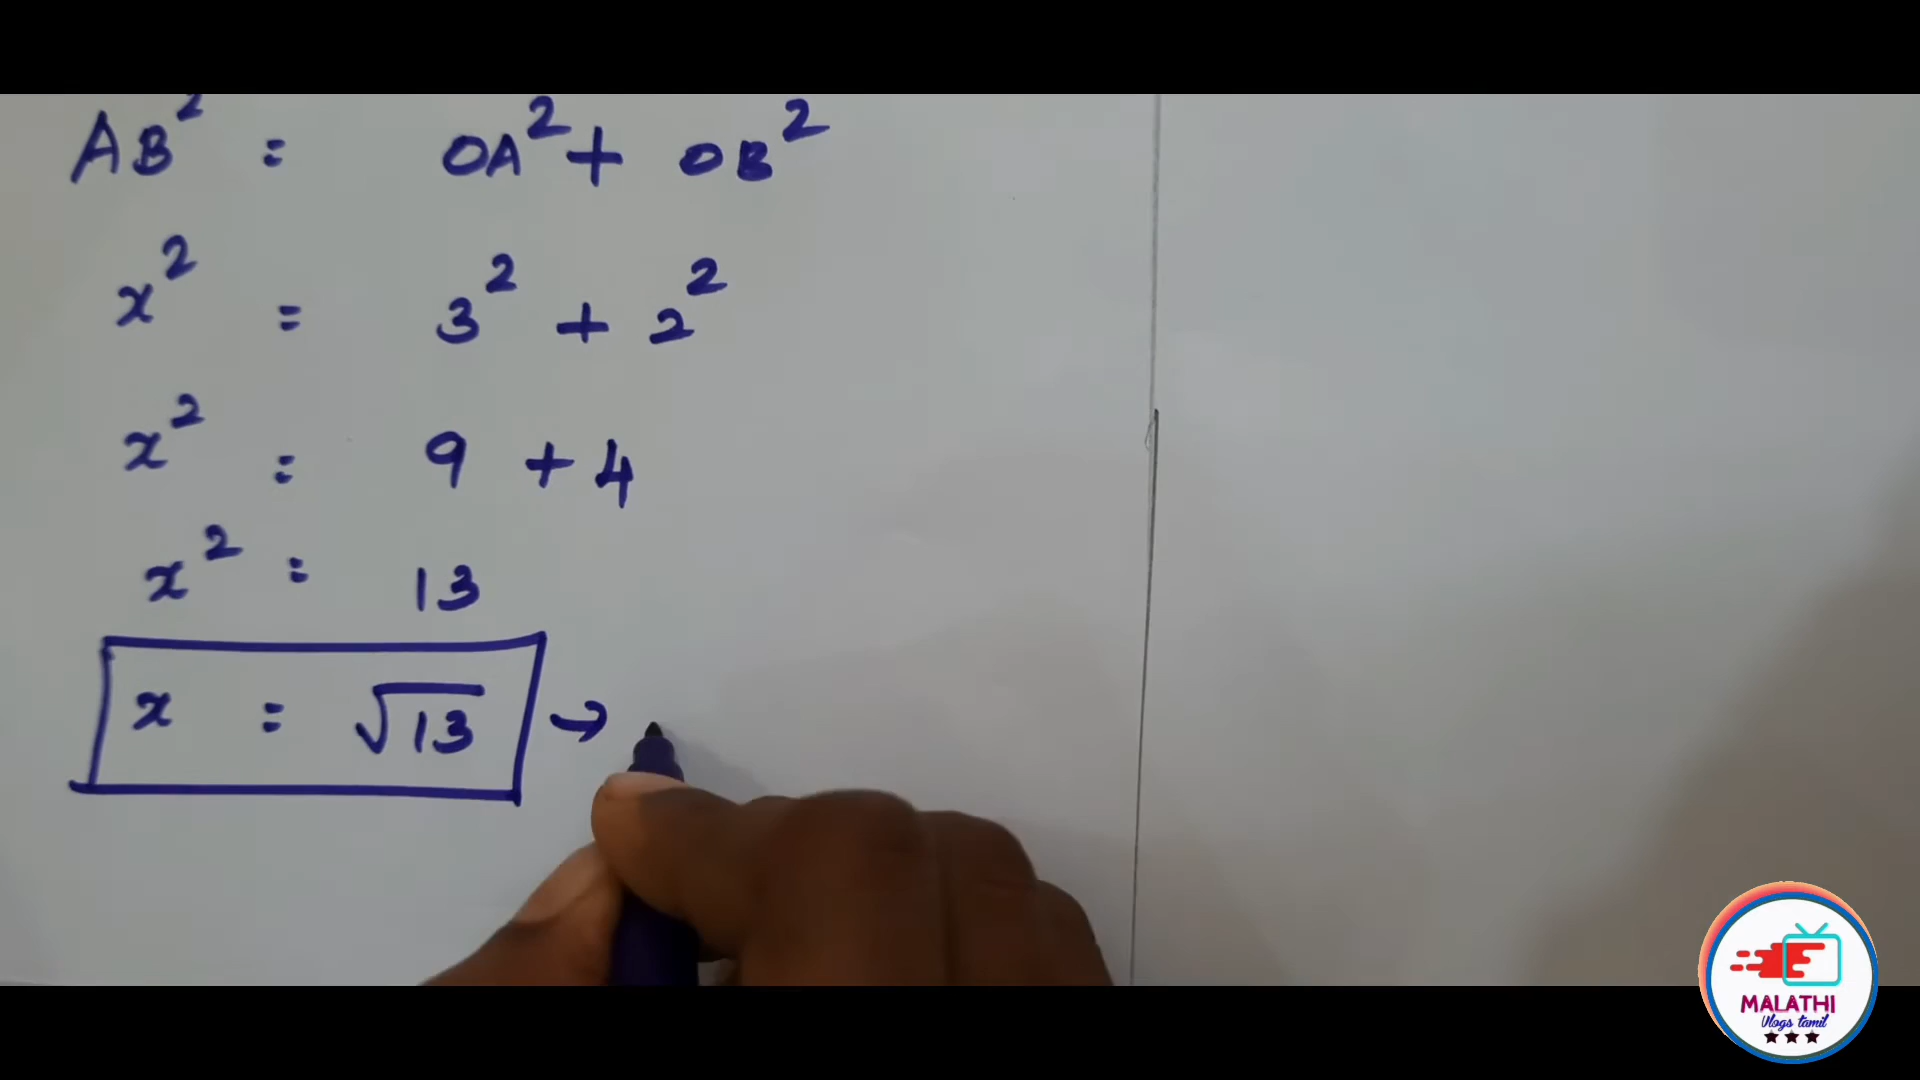 AB² = OA² + OB²
x² = 3² + 2²
x² = 9 + 4
x² = 13
x = √13 →
MALATHI
Vlogs tamil